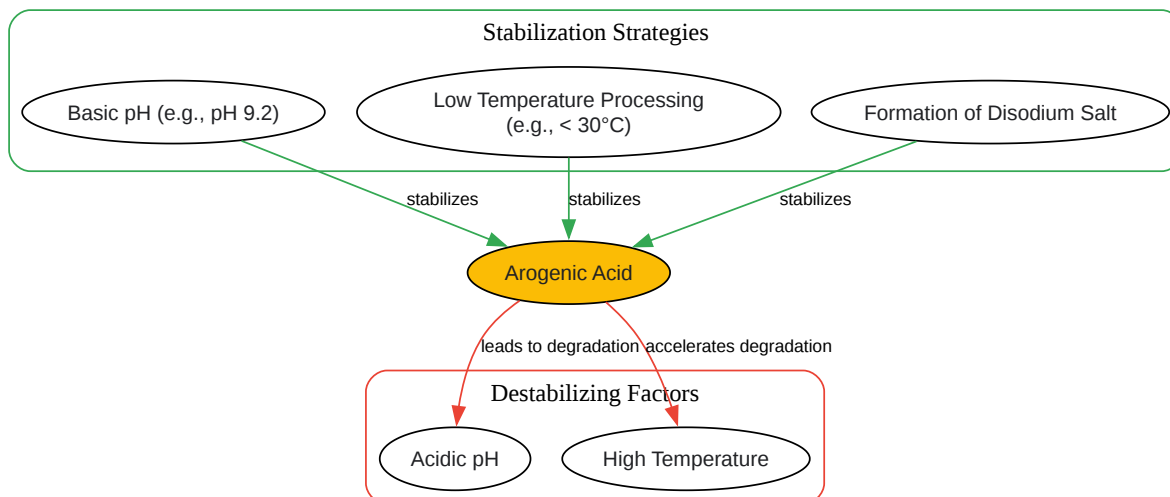 Stabilization Strategies
Basic pH (e.g., pH 9.2)
Low Temperature Processing
(e.g., < 30°C)
Formation of Disodium Salt
stabilizes
stabilizes
stabilizes
Arogenic Acid
leads to degradation
accelerates degradation
Destabilizing Factors
Acidic pH
High Temperature